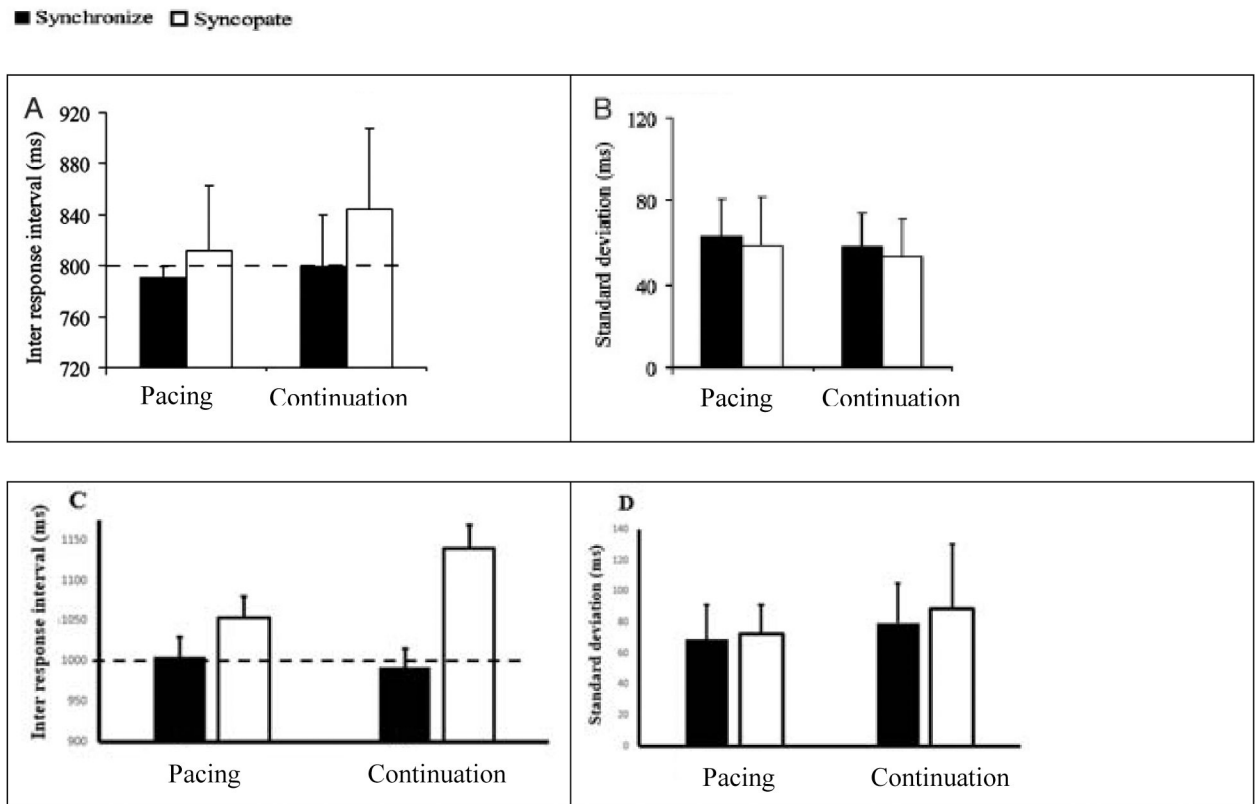 ■ Synchronize □ Syncopate
A
Inter response interval (ms)
920
880
840
800
760
720
Pacing Continuation
B
Standard deviation (ms)
120
80
40
0
Pacing Continuation
C
Inter response interval (ms)
1150
1100
1050
1000
950
900
Pacing Continuation
D
Standard deviation (ms)
140
120
100
80
60
40
20
0
Pacing Continuation